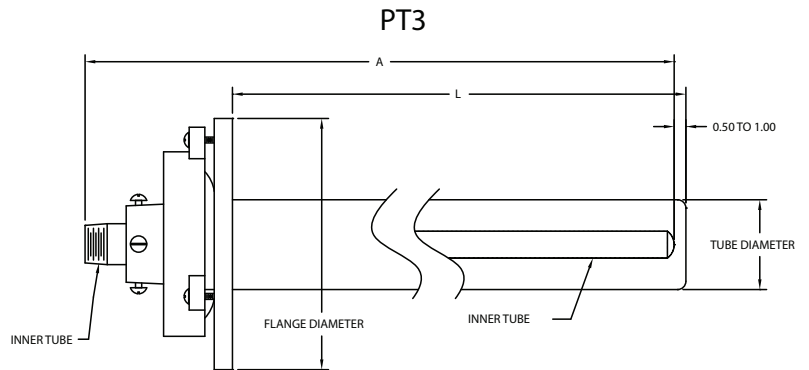 PT3
A
L
0.50 TO 1.00
TUBE DIAMETER
FLANGE DIAMETER
INNER TUBE
INNER TUBE